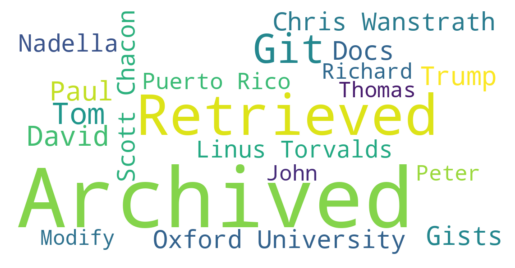 Chris Wanstrath
Nadella
Git
Docs
Scott Chacon
Richard
Trump
Puerto Rico
Paul
Thomas
Tom
Retrieved
David
Linus Torvalds
John
Peter
Archived
Modify
Oxford University
Gists